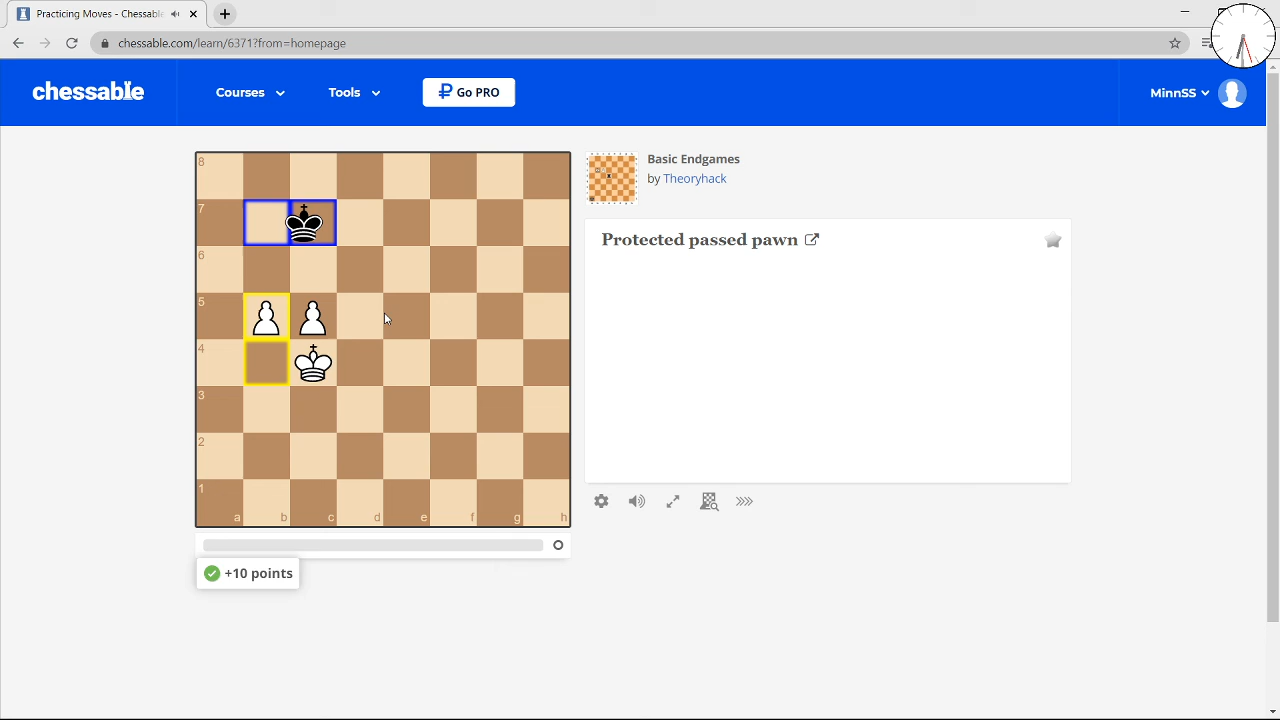 Practicing Moves - Chessable
chessable.com/learn/6371?from=homepage
chessable
Courses
Tools
Go PRO
MinnSS
8
7
6
5
4
3
2
1
a b c d e f g h
+10 points
Basic Endgames
by Theoryhack
Protected passed pawn